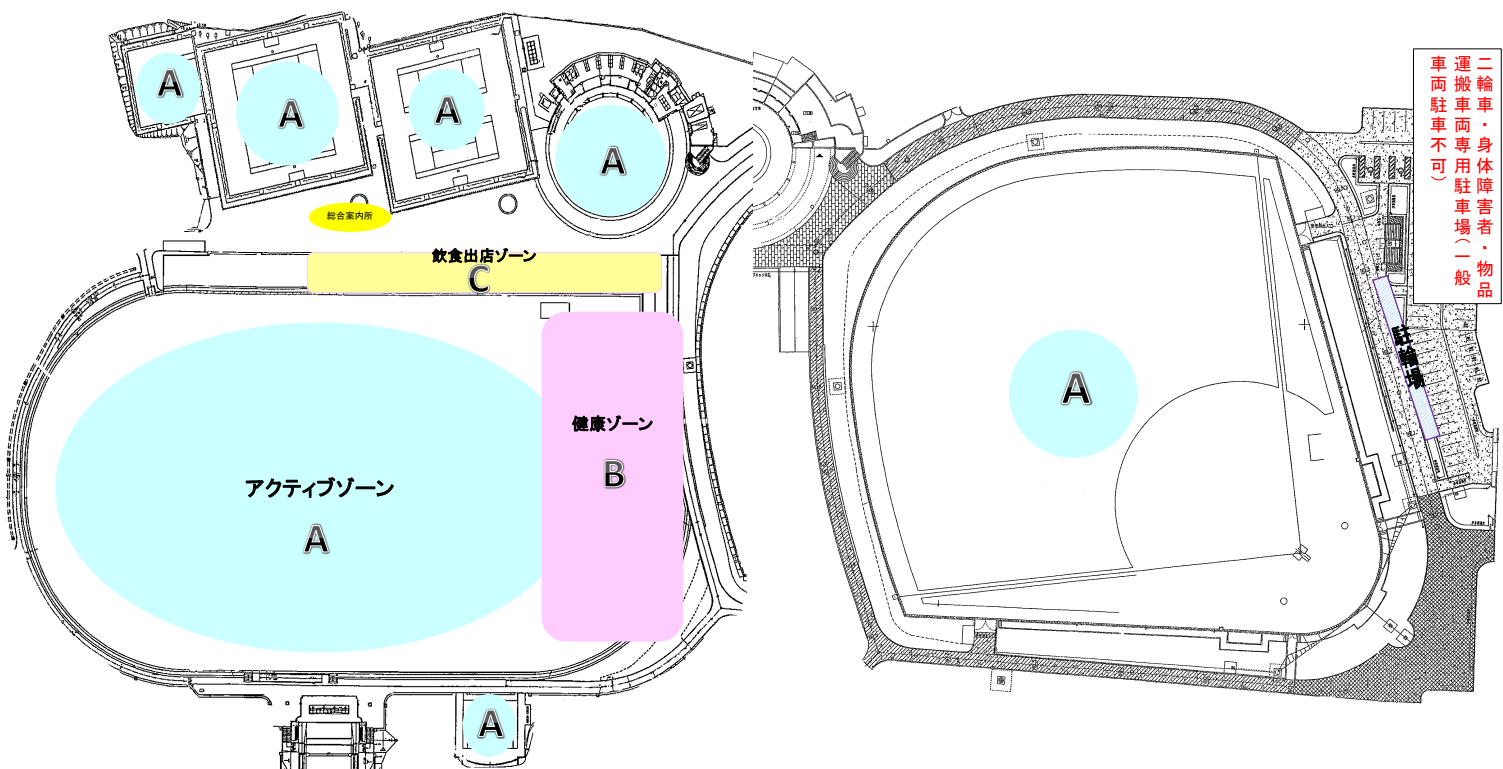 A
A
A
A
総合案内所
飲食出店ゾーン
C
アクティブゾーン
A
健康ゾーン
B
A
A
二輪車・身体障害者・物品
運搬車両専用駐車場（一般
車両駐車不可）
駐輪場